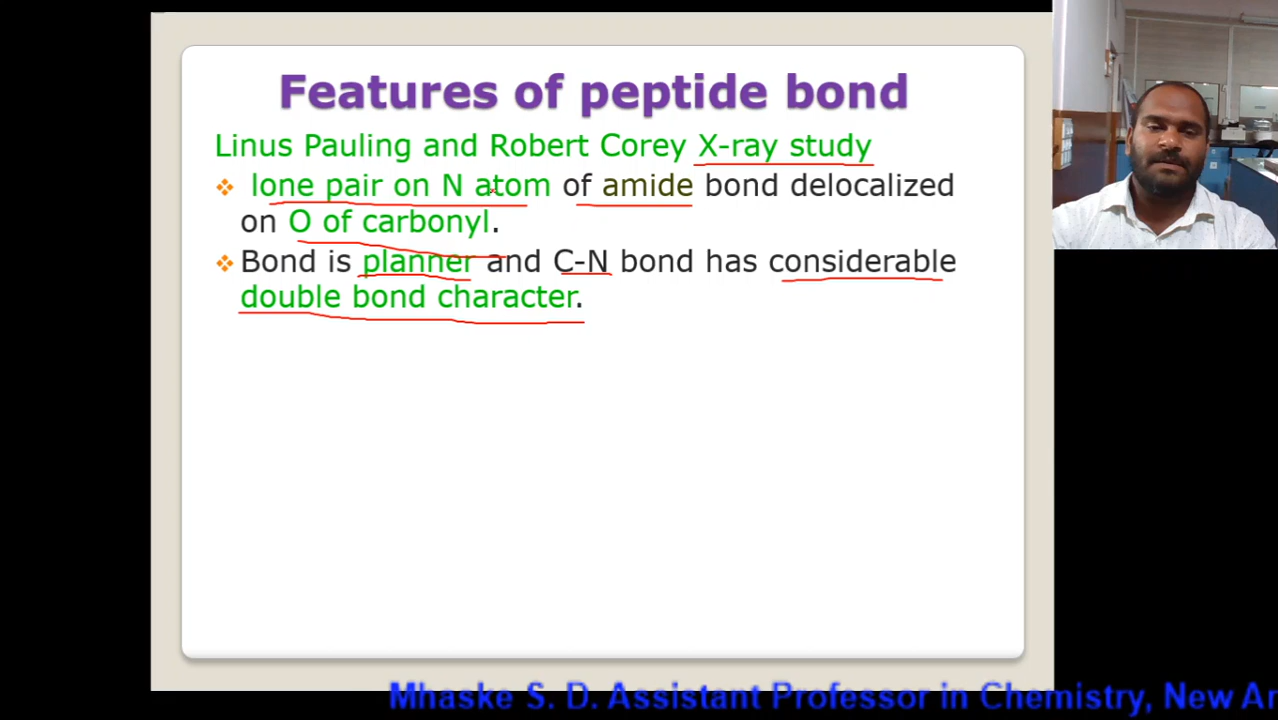 Features of peptide bond
Linus Pauling and Robert Corey X-ray study
lone pair on N atom of amide bond delocalized
on O of carbonyl.
Bond is planner and C-N bond has considerable
double bond character.
Mhaske S. D. Assistant Professor in Chemistry, New